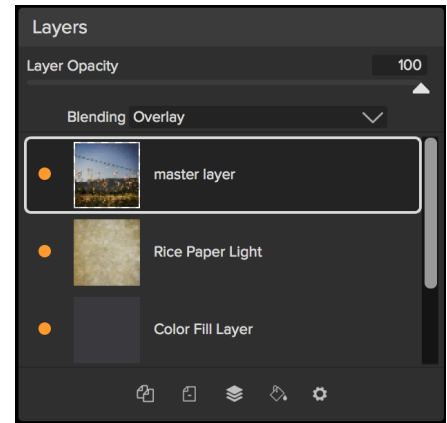 Layers
Layer Opacity 100
Blending Overlay
master layer
Rice Paper Light
Color Fill Layer